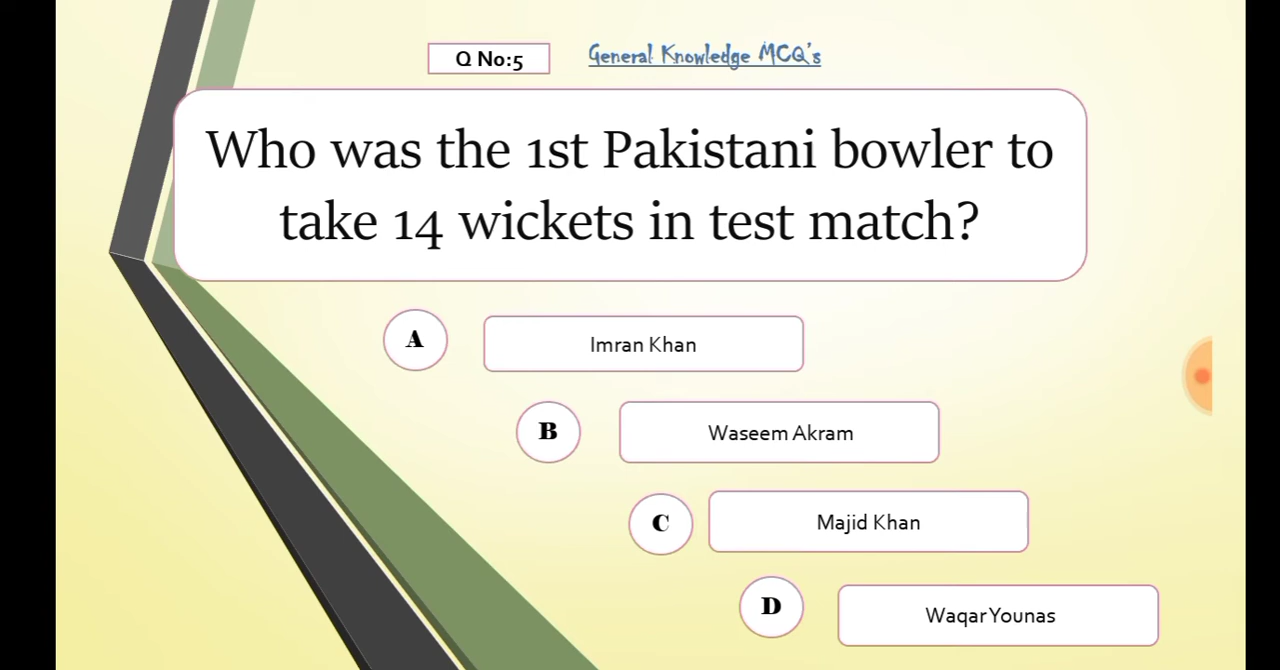 Q No:5
General Knowledge MCQ's
Who was the 1st Pakistani bowler to
take 14 wickets in test match?
A
Imran Khan
B
Waseem Akram
C
Majid Khan
D
Waqar Younas